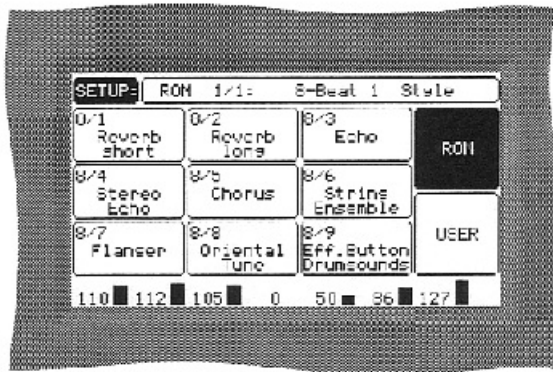 SETUP= ROM 1/1: 8-Beat 1 Style
8/1 8/2 8/3
Reverb short
Reverb long
Echo
ROM
8/4 8/5 8/6
Stereo Echo
Chorus
String Ensemble
8/7 8/8 8/9
Flanger
Oriental Tune
Eff.Button Drumsounds
USER
110 112 105 0 50 86 127